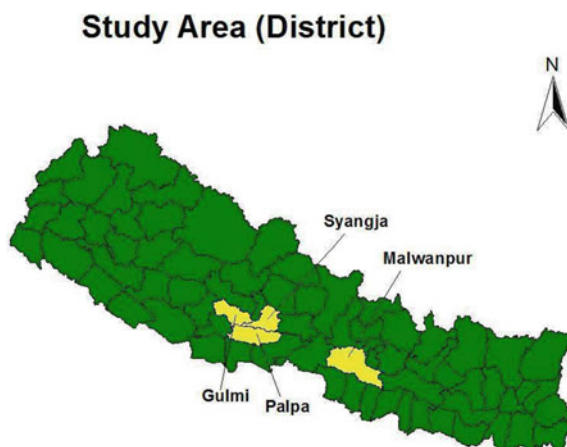 Study Area (District)
N
Syangja
Malwanpur
Gulmi
Palpa